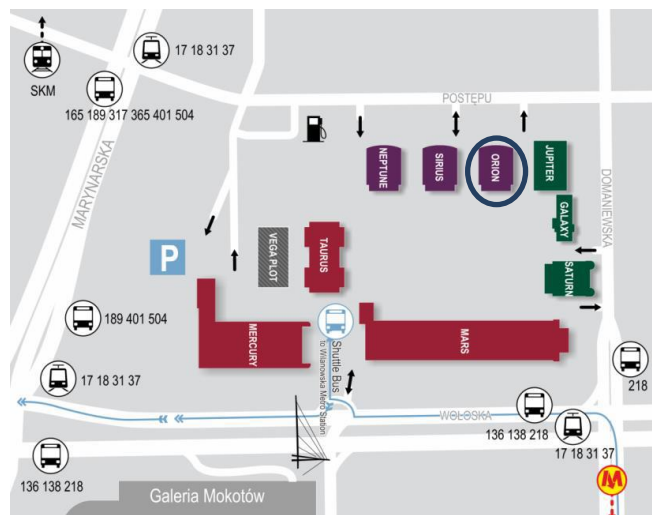 17 18 31 37
SKM
165 189 317 365 401 504
POSTĘPU
MARYNARSKA
NEPTUNE
SIRIUS
ORION
JUPITER
GALAXY
DOMANIEWSKA
VEGA PLOT
TAURUS
P
SATURN
MERCURY
MARS
189 401 504
Shuttle Bus
to Wilanowska Metro Station
17 18 31 37
218
WOŁOSKA
136 138 218
17 18 31 37
136 138 218
M
Galeria Mokotów